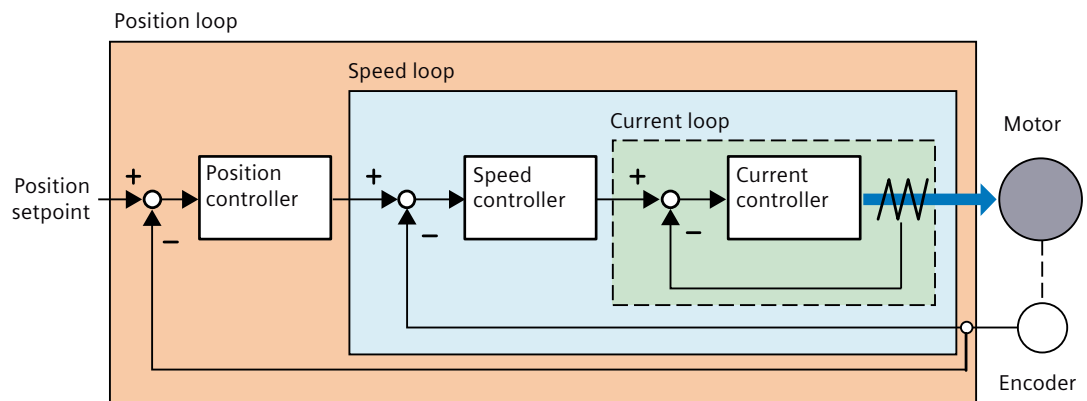 Position loop
Speed loop
Current loop
Motor
Position
setpoint
+
−
Position
controller
+
−
Speed
controller
+
−
Current
controller
Encoder